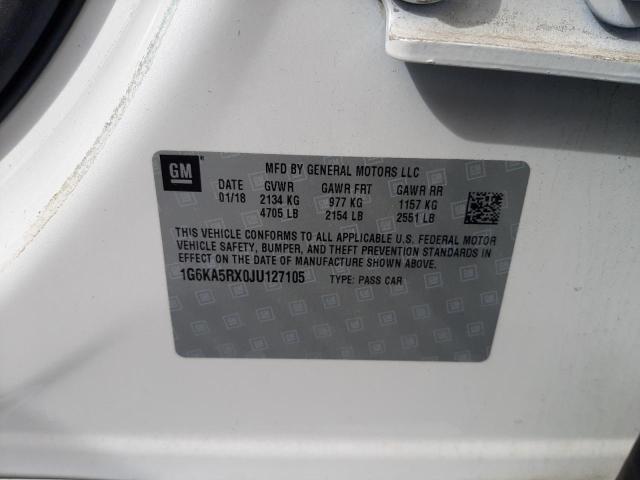 GM
MFD BY GENERAL MOTORS LLC
DATE GVWR GAWR FRT GAWR RR
01/18 2134 KG 977 KG 1157 KG
4705 LB 2154 LB 2551 LB
THIS VEHICLE CONFORMS TO ALL APPLICABLE U.S. FEDERAL MOTOR
VEHICLE SAFETY, BUMPER, AND THEFT PREVENTION STANDARDS IN
EFFECT ON THE DATE OF MANUFACTURE SHOWN ABOVE.
1G6KA5RX0JU127105 TYPE: PASS CAR